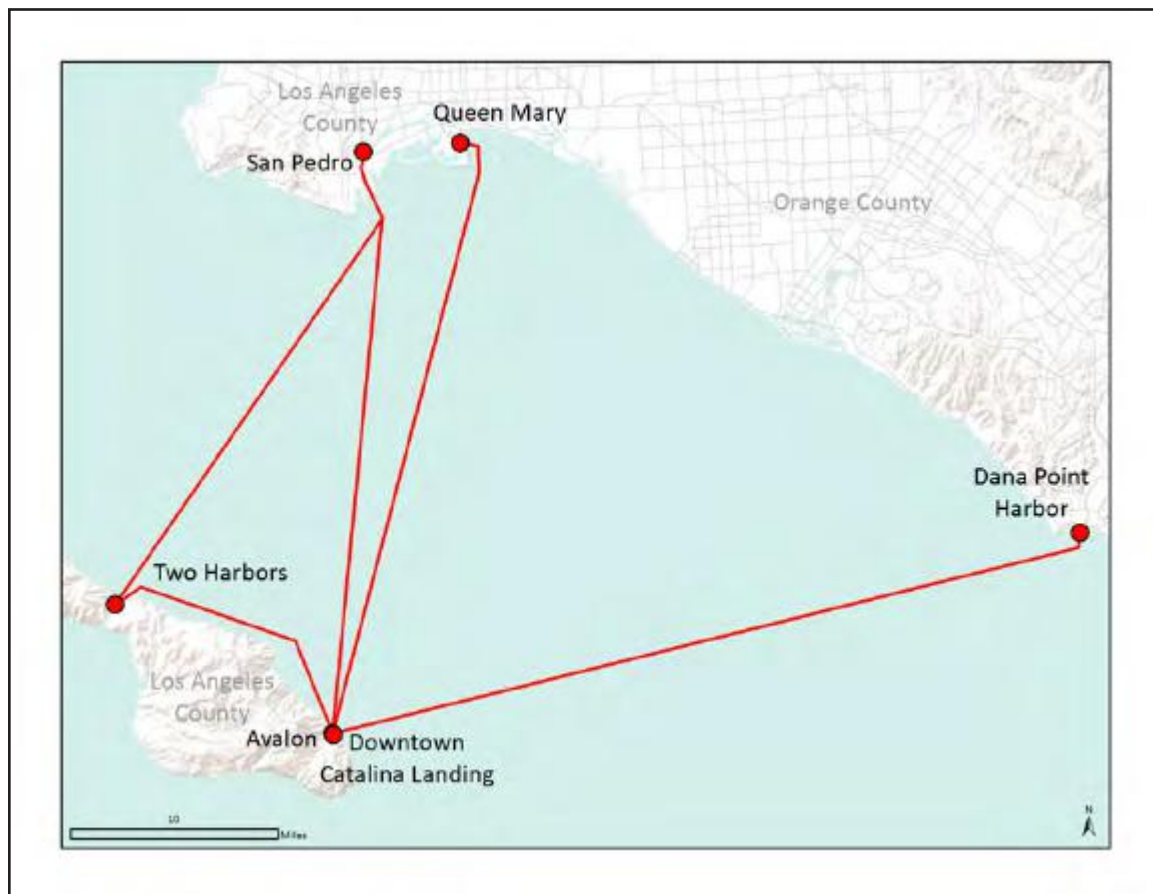 Los Angeles
County
Queen Mary
San Pedro
Orange County
Dana Point
Harbor
Two Harbors
Los Angeles
County
Avalon
Downtown
Catalina Landing
10
Miles
N